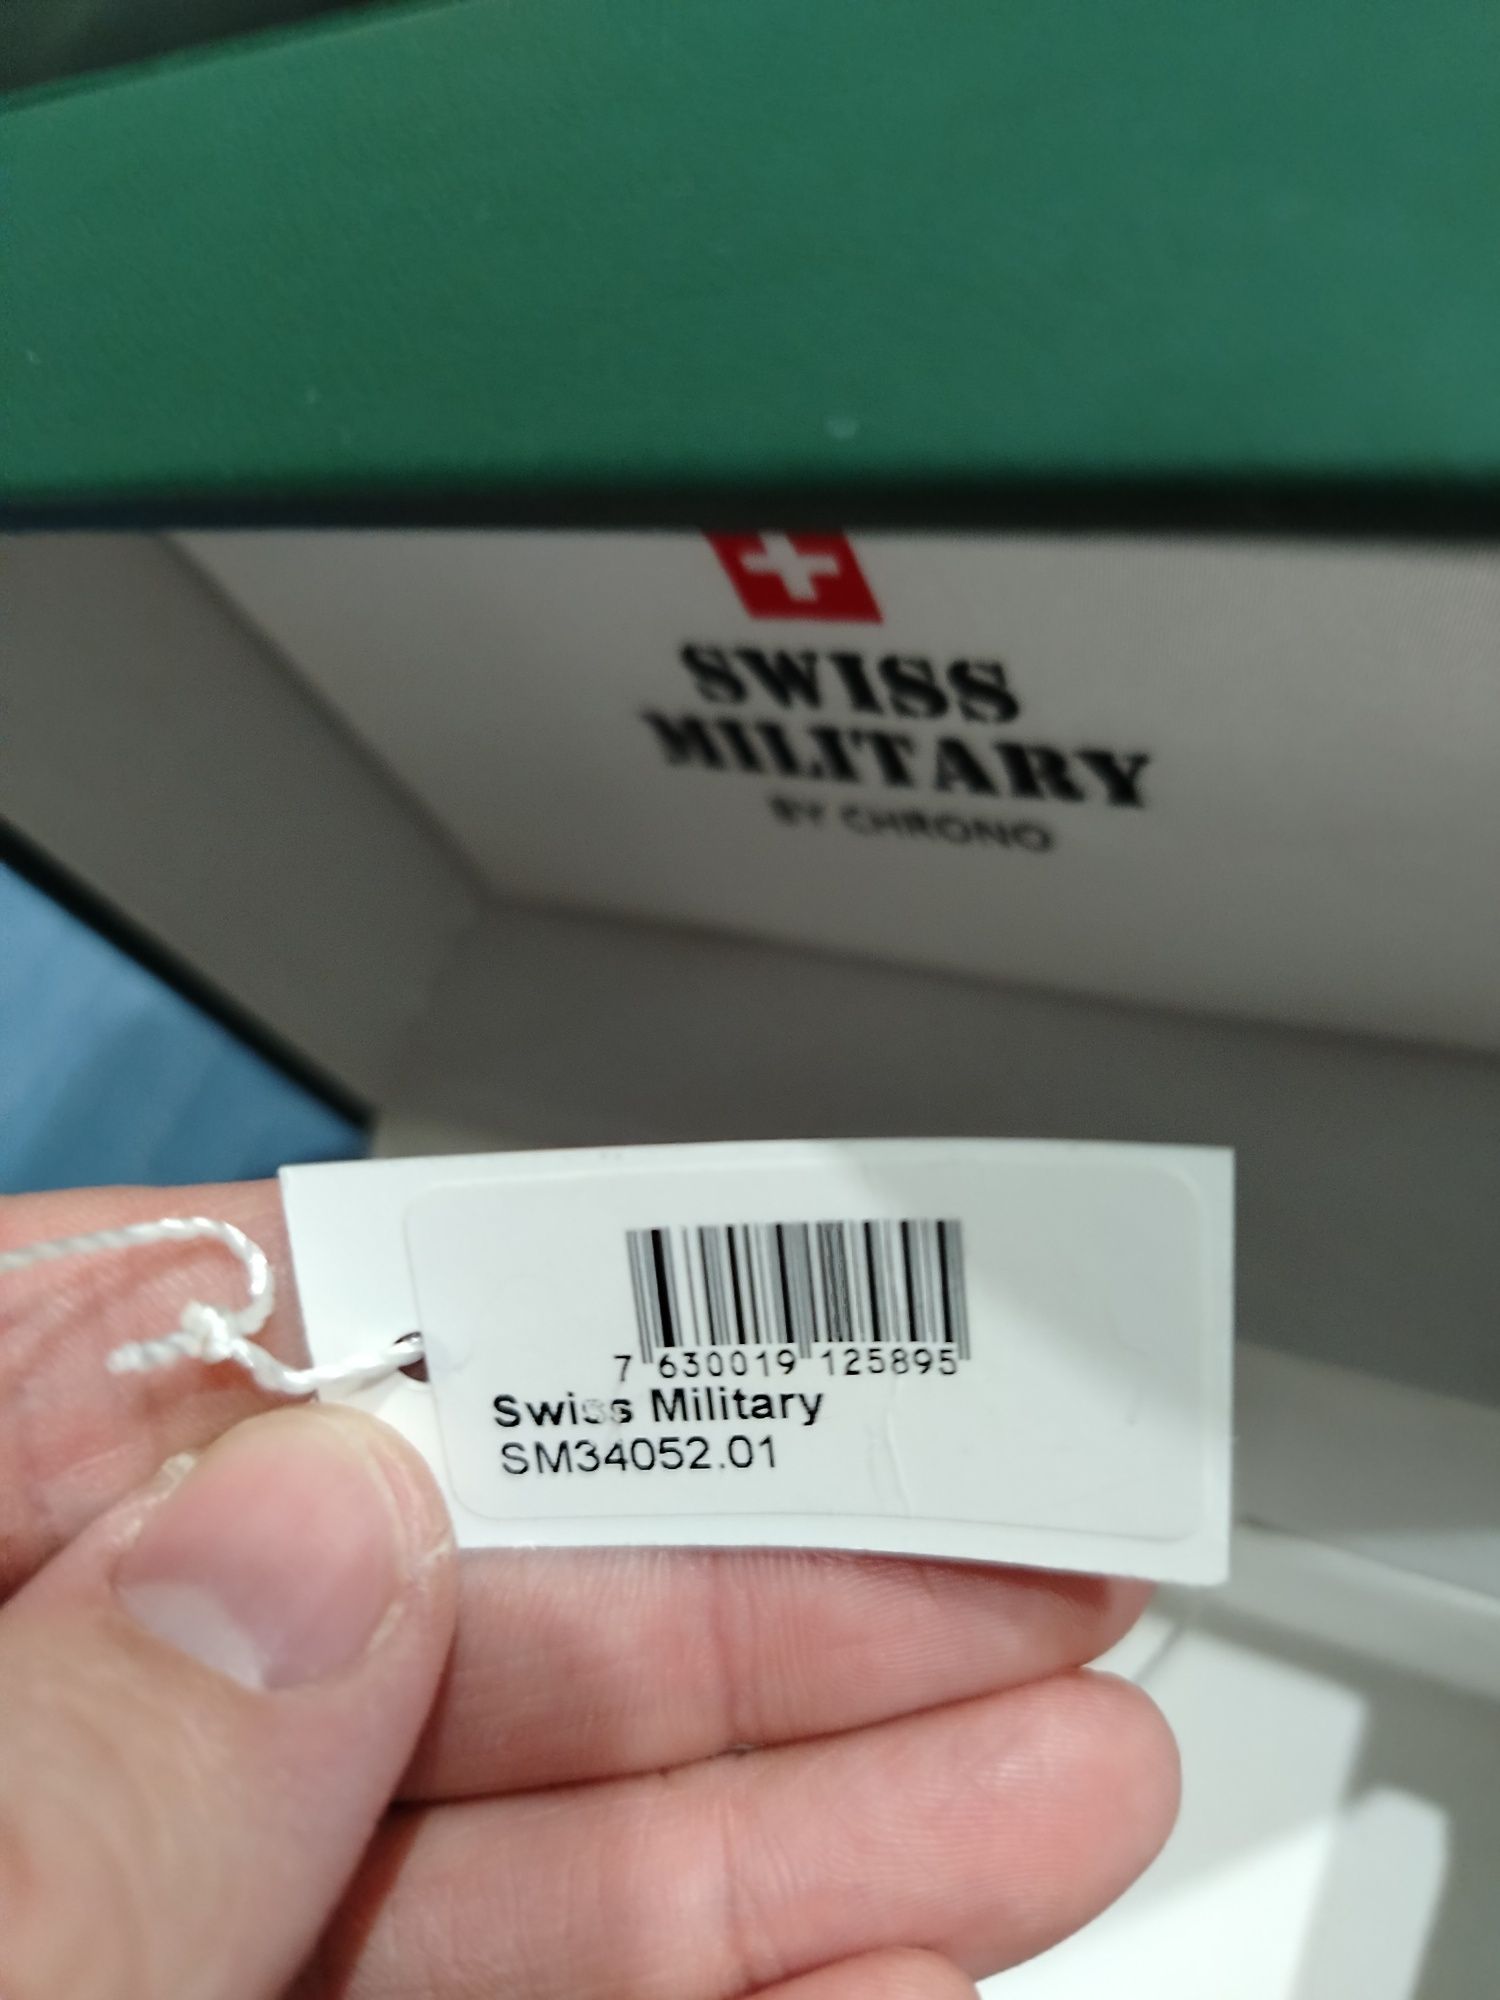 SWISS
MILITARY
BY CHRONO
7 630019 125895
Swiss Military
SM34052.01